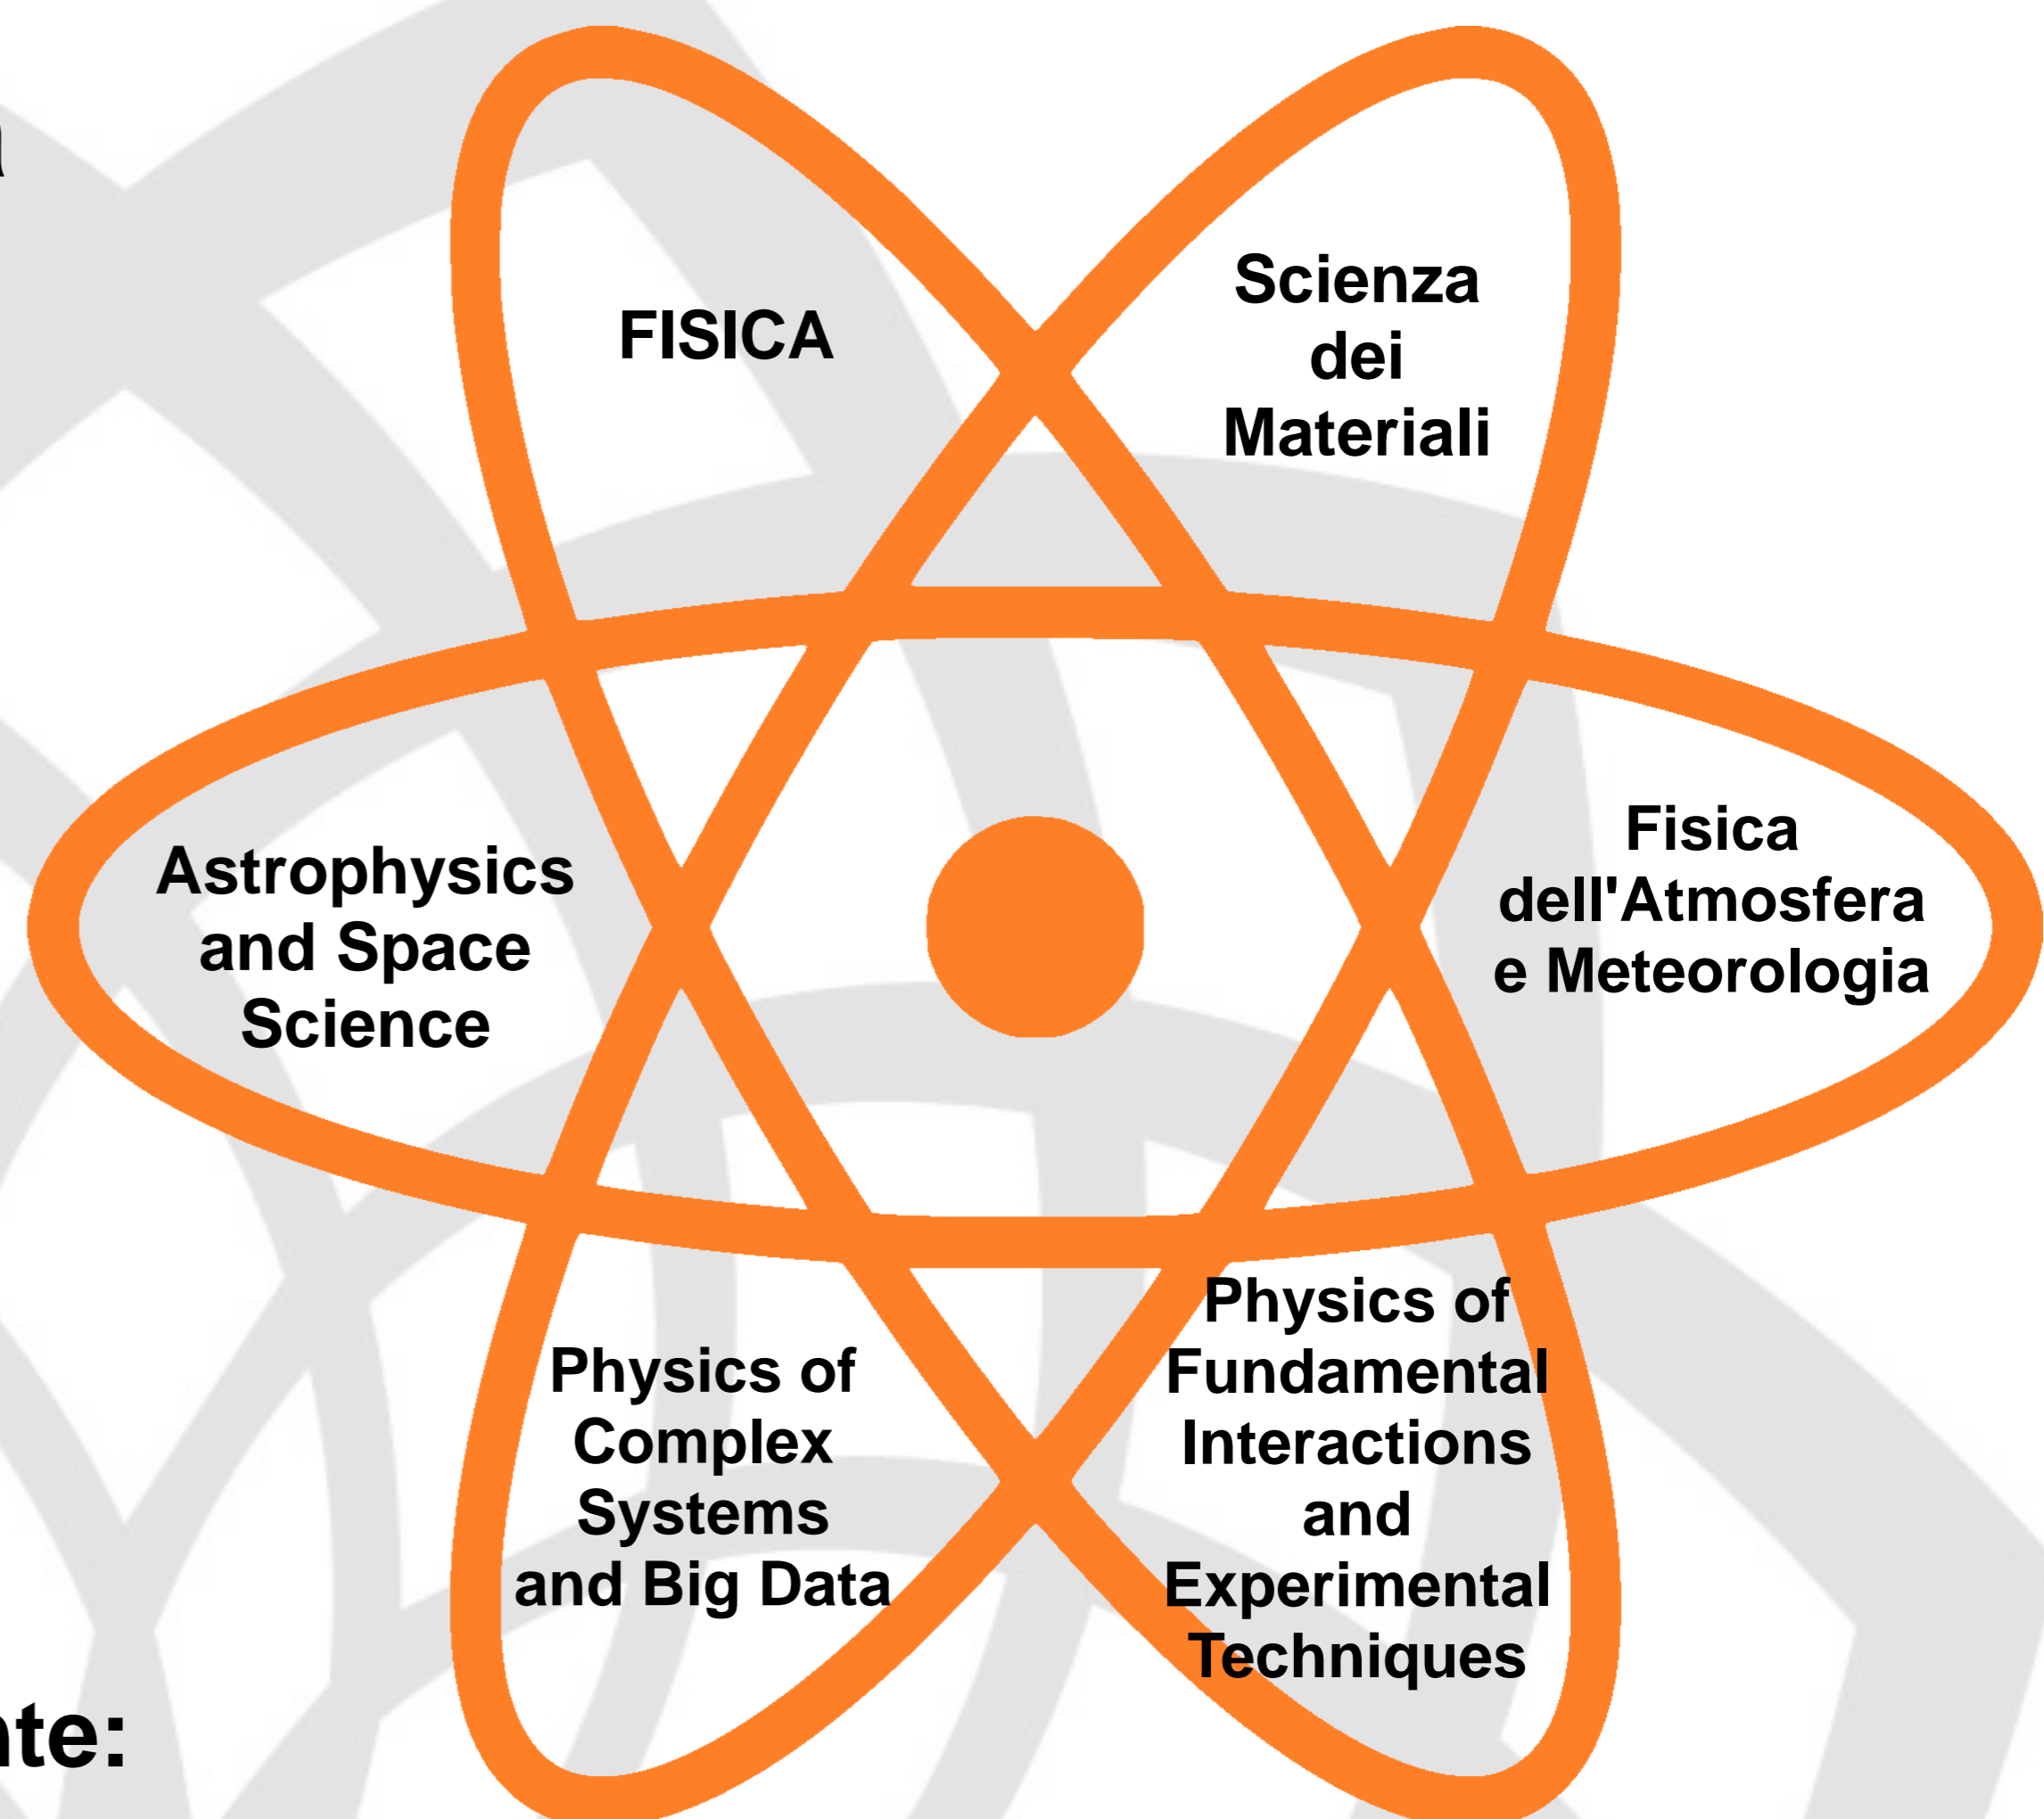 FISICA
Scienza
dei
Materiali
Astrophysics
and Space
Science
Fisica
dell'Atmosfera
e Meteorologia
Physics of
Complex
Systems
and Big Data
Physics of
Fundamental
Interactions
and
Experimental
Techniques